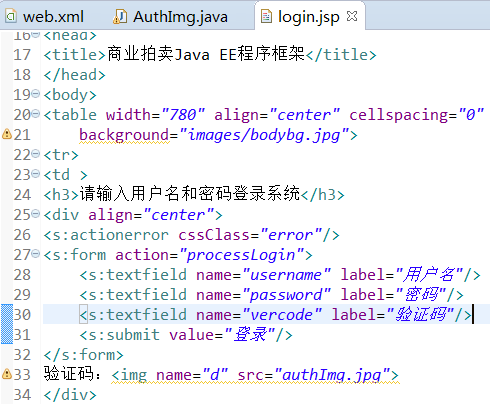 web.xml AuthImg.java login.jsp
16 <head>
17 <title>商业拍卖Java EE程序框架</title>
18 </head>
19 <body>
20 <table width="780" align="center" cellspacing="0"
21 background="images/bodybg.jpg">
22 <tr>
23 <td >
24 <h3>请输入用户名和密码登录系统</h3>
25 <div align="center">
26 <s:actionerror cssClass="error"/>
27 <s:form action="processLogin">
28 <s:textfield name="username" label="用户名"/>
29 <s:textfield name="password" label="密码"/>
30 <s:textfield name="vercode" label="验证码"/>
31 <s:submit value="登录"/>
32 </s:form>
33 验证码：<img name="d" src="authImg.jpg">
34 </div>